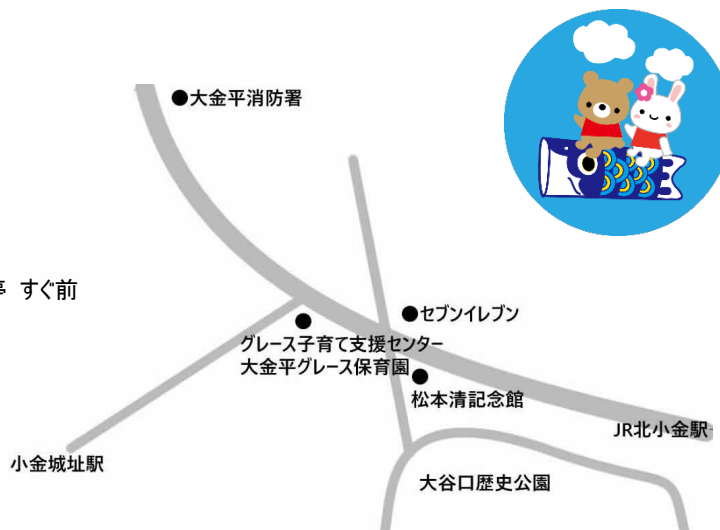 ●大金平消防署
すぐ前
●セブンイレブン
グレース子育て支援センター
大金平グレース保育園
松本清記念館
JR北小金駅
小金城址駅
大谷口歴史公園